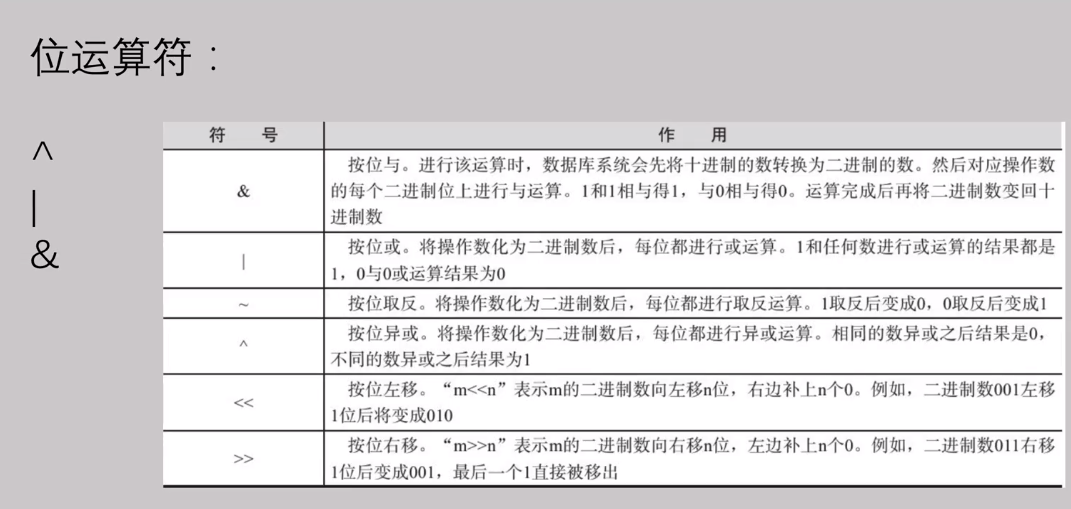 位运算符：
^
|
&
符 号 作 用
& 按位与。进行该运算时，数据库系统会先将十进制的数转换为二进制的数。然后对应操作数
的每个二进制位上进行与运算。1和1相与得1，与0相与得0。运算完成后再将二进制数变回十
进制数
| 按位或。将操作数化为二进制数后，每位都进行或运算。1和任何数进行或运算的结果都是
1，0与0或运算结果为0
~ 按位取反。将操作数化为二进制数后，每位都进行取反运算。1取反后变成0，0取反后变成1
^ 按位异或。将操作数化为二进制数后，每位都进行异或运算。相同的数异或之后结果是0，
不同的数异或之后结果为1
<< 按位左移。“m<<n”表示m的二进制数向左移n位，右边补上n个0。例如，二进制数001左移
1位后将变成010
>> 按位右移。“m>>n”表示m的二进制数向右移n位，左边补上n个0。例如，二进制数011右移
1位后变成001，最后一个1直接被移出